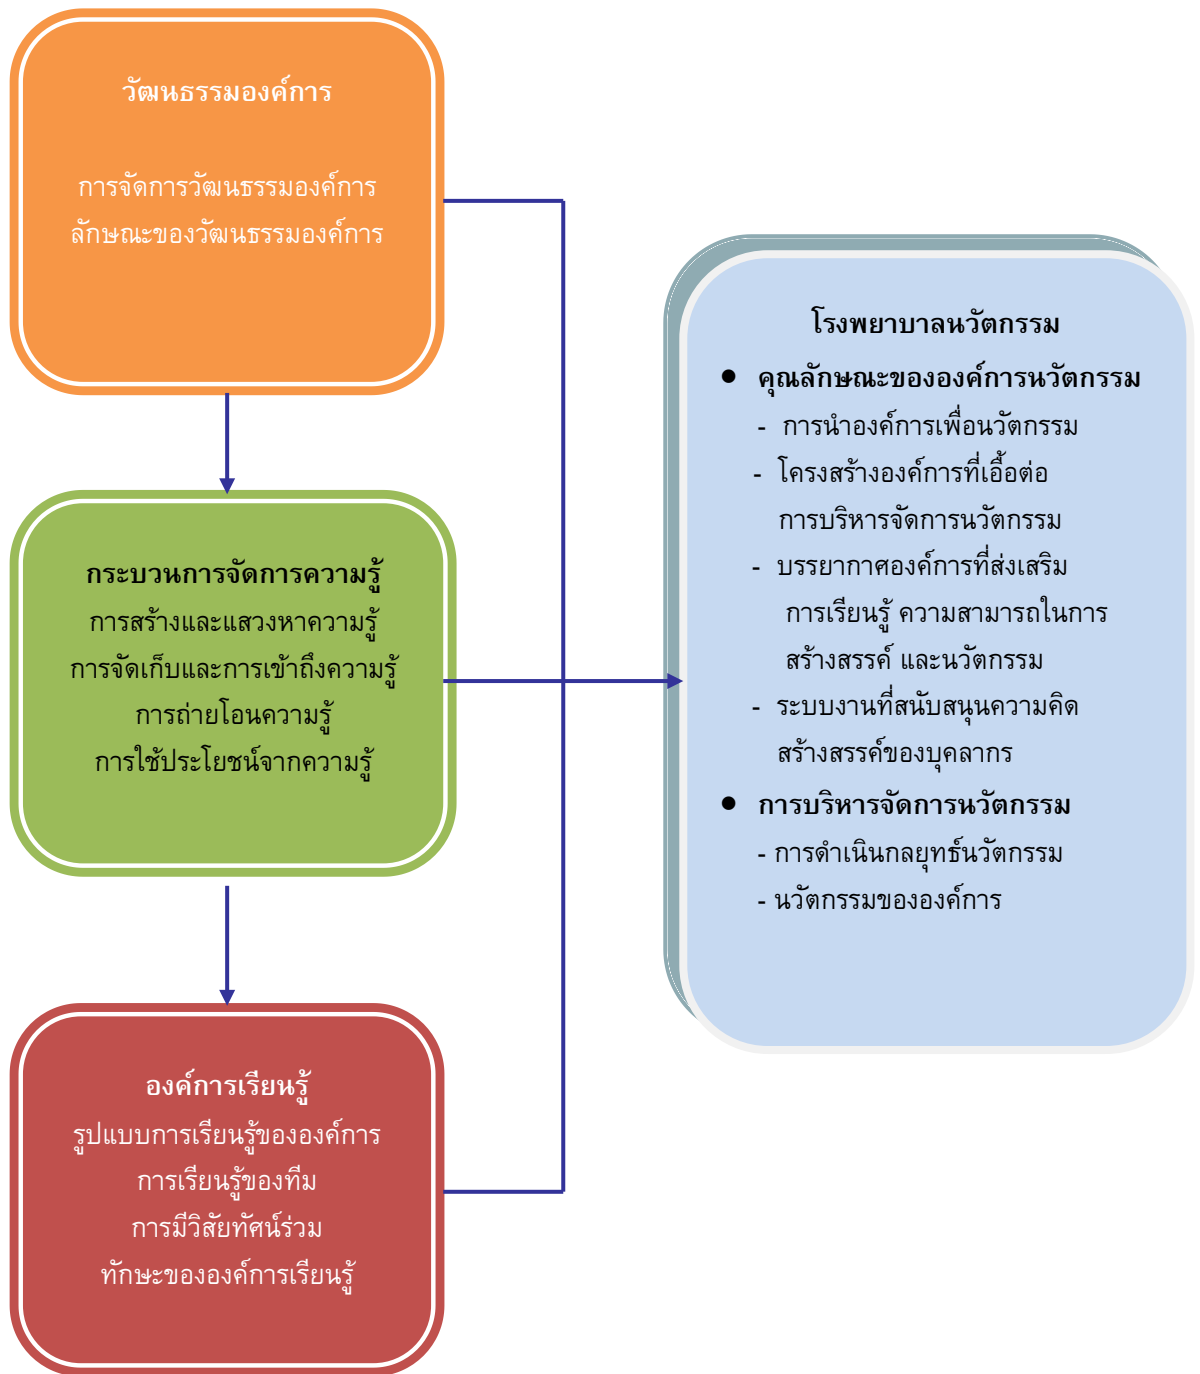 วัฒนธรรมองค์การ
การจัดการวัฒนธรรมองค์การ
ลักษณะของวัฒนธรรมองค์การ
กระบวนการจัดการความรู้
การสร้างและแสวงหาความรู้
การจัดเก็บและการเข้าถึงความรู้
การถ่ายโอนความรู้
การใช้ประโยชน์จากความรู้
องค์การเรียนรู้
รูปแบบการเรียนรู้ขององค์การ
การเรียนรู้ของทีม
การมีวิสัยทัศน์ร่วม
ทักษะขององค์การเรียนรู้
โรงพยาบาลนวัตกรรม
● คุณลักษณะขององค์การนวัตกรรม
- การนำองค์การเพื่อนวัตกรรม
- โครงสร้างองค์การที่เอื้อต่อ
การบริหารจัดการนวัตกรรม
- บรรยากาศองค์การที่ส่งเสริม
การเรียนรู้ ความสามารถในการ
สร้างสรรค์ และนวัตกรรม
- ระบบงานที่สนับสนุนความคิด
สร้างสรรค์ของบุคลากร
● การบริหารจัดการนวัตกรรม
- การดำเนินกลยุทธ์นวัตกรรม
- นวัตกรรมขององค์การ